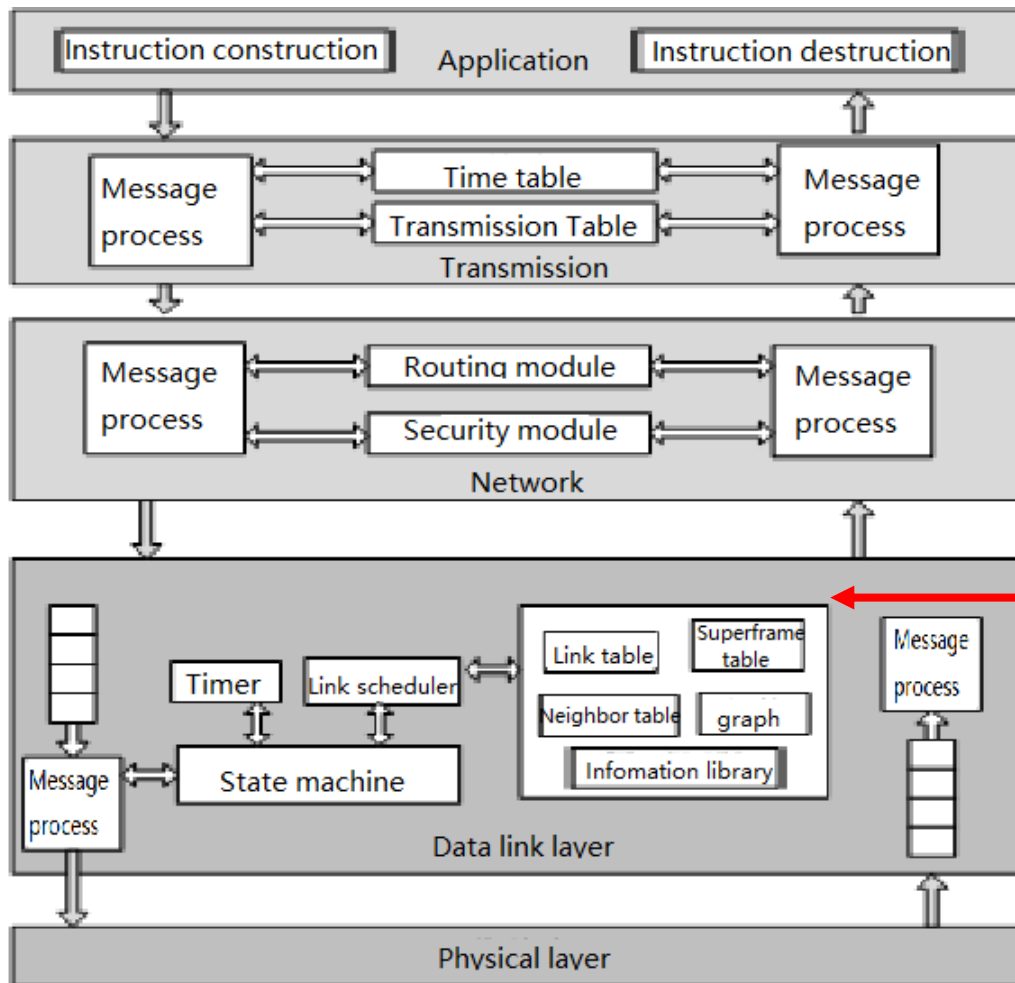 Instruction construction
Application
Instruction destruction
Message
process
Time table
Transmission Table
Message
process
Transmission
Message
process
Routing module
Security module
Message
process
Network
Timer
Link scheduler
Link table
Superframe
table
Neighbor table
graph
Infomation library
Message
process
State machine
Message
process
Data link layer
Physical layer